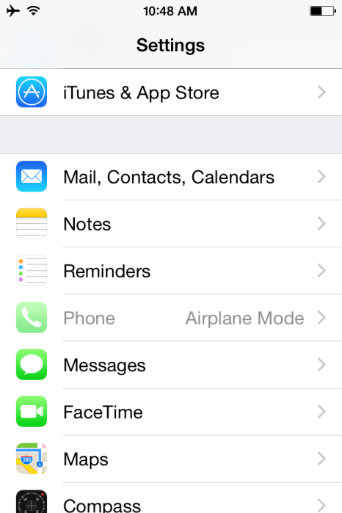 10:48 AM
Settings
iTunes & App Store
Mail, Contacts, Calendars
Notes
Reminders
Phone Airplane Mode
Messages
FaceTime
Maps
Compass